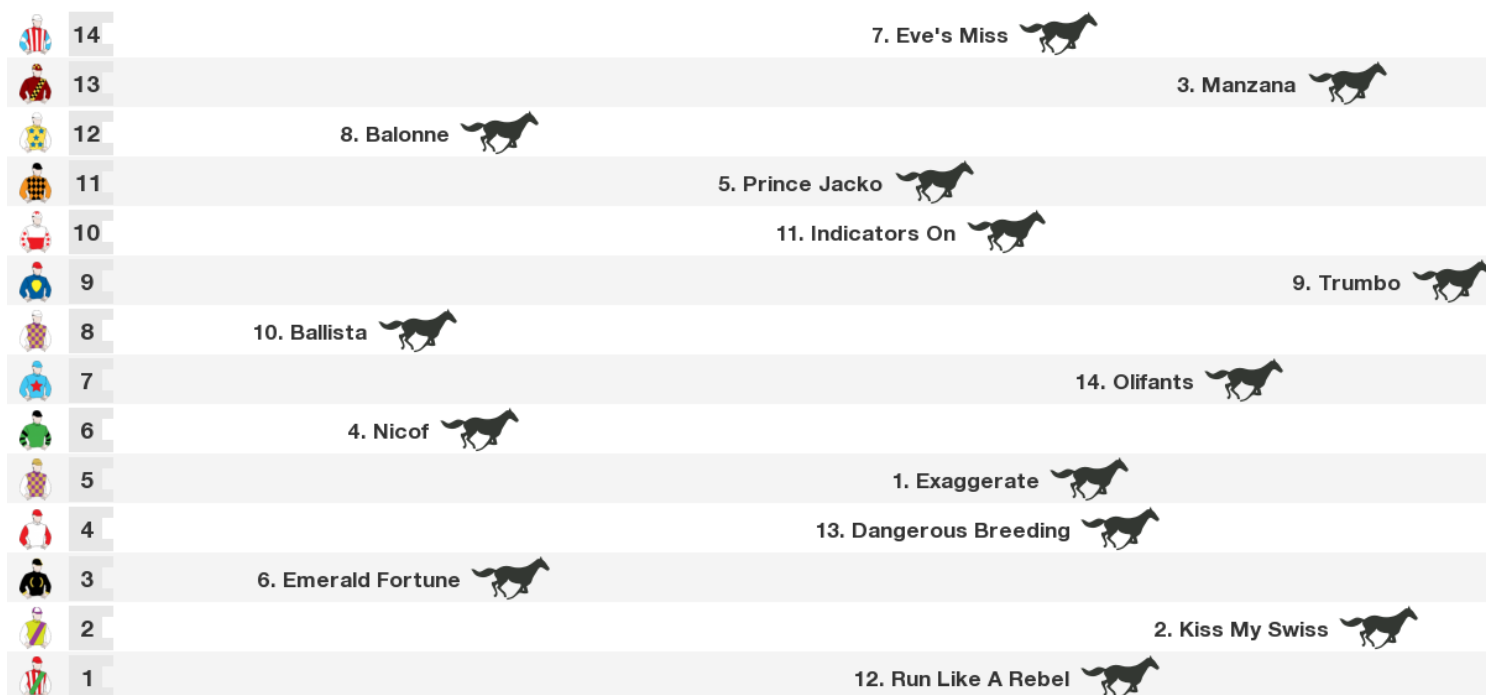 14 7. Eve's Miss
13 3. Manzana
12 8. Balonne
11 5. Prince Jacko
10 11. Indicators On
9 9. Trumbo
8 10. Ballista
7 14. Olifants
6 4. Nicof
5 1. Exaggerate
4 13. Dangerous Breeding
3 6. Emerald Fortune
2 2. Kiss My Swiss
1 12. Run Like A Rebel